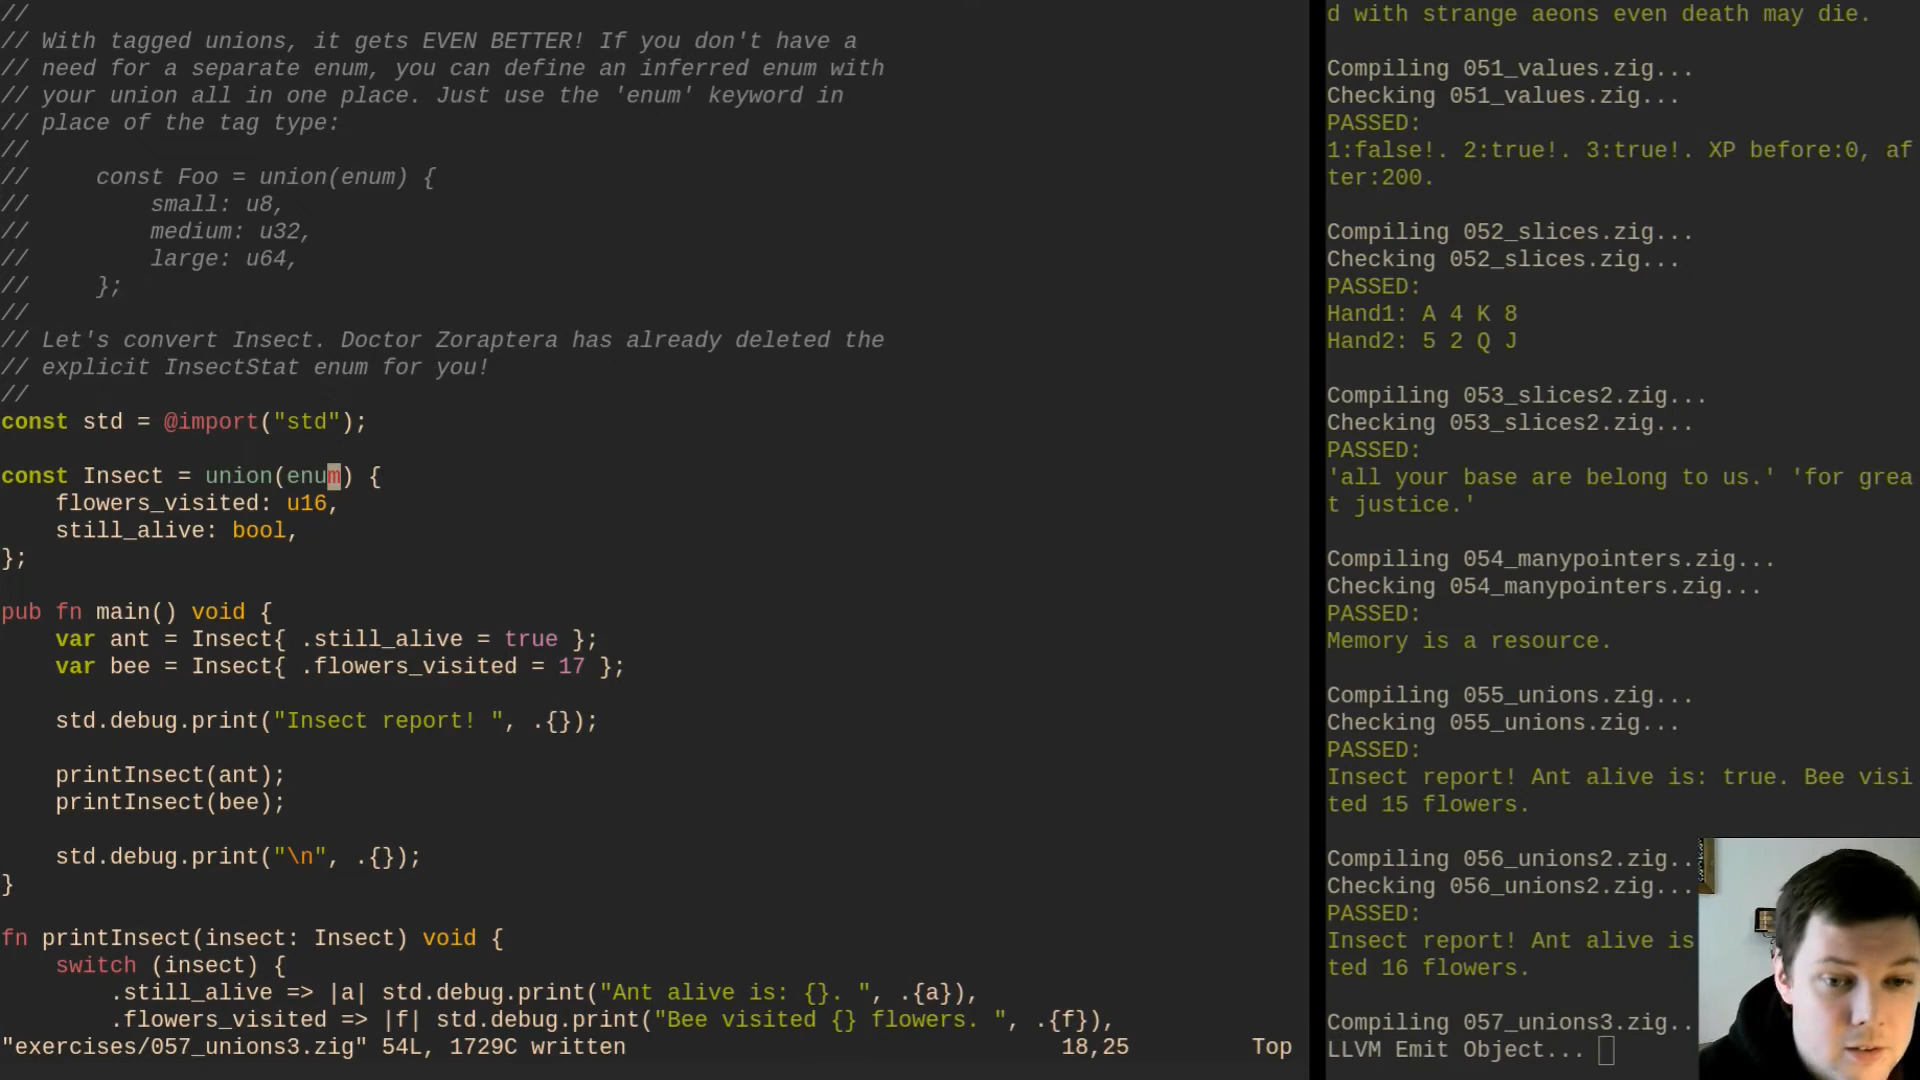 //
// With tagged unions, it gets EVEN BETTER! If you don't have a
// need for a separate enum, you can define an inferred enum with
// your union all in one place. Just use the 'enum' keyword in
// place of the tag type:
//
//     const Foo = union(enum) {
//         small: u8,
//         medium: u32,
//         large: u64,
//     };
//
// Let's convert Insect. Doctor Zoraptera has already deleted the
// explicit InsectStat enum for you!
//
const std = @import("std");
const Insect = union(enum) {
    flowers_visited: u16,
    still_alive: bool,
};
pub fn main() void {
    var ant = Insect{ .still_alive = true };
    var bee = Insect{ .flowers_visited = 17 };
    std.debug.print("Insect report! ", .{});
    printInsect(ant);
    printInsect(bee);
    std.debug.print("\n", .{});
}
fn printInsect(insect: Insect) void {
    switch (insect) {
        .still_alive => |a| std.debug.print("Ant alive is: {}. ", .{a}),
        .flowers_visited => |f| std.debug.print("Bee visited {} flowers. ", .{f}),
"exercises/057_unions3.zig" 54L, 1729C written 18,25 Top
d with strange aeons even death may die.
Compiling 051_values.zig...
Checking 051_values.zig...
PASSED:
1:false!. 2:true!. 3:true!. XP before:0, af
ter:200.
Compiling 052_slices.zig...
Checking 052_slices.zig...
PASSED:
Hand1: A 4 K 8
Hand2: 5 2 Q J
Compiling 053_slices2.zig...
Checking 053_slices2.zig...
PASSED:
'all your base are belong to us.' 'for grea
t justice.'
Compiling 054_manypointers.zig...
Checking 054_manypointers.zig...
PASSED:
Memory is a resource.
Compiling 055_unions.zig...
Checking 055_unions.zig...
PASSED:
Insect report! Ant alive is: true. Bee visi
ted 15 flowers.
Compiling 056_unions2.zig..
Checking 056_unions2.zig...
PASSED:
Insect report! Ant alive is
ted 16 flowers.
Compiling 057_unions3.zig..
LLVM Emit Object...